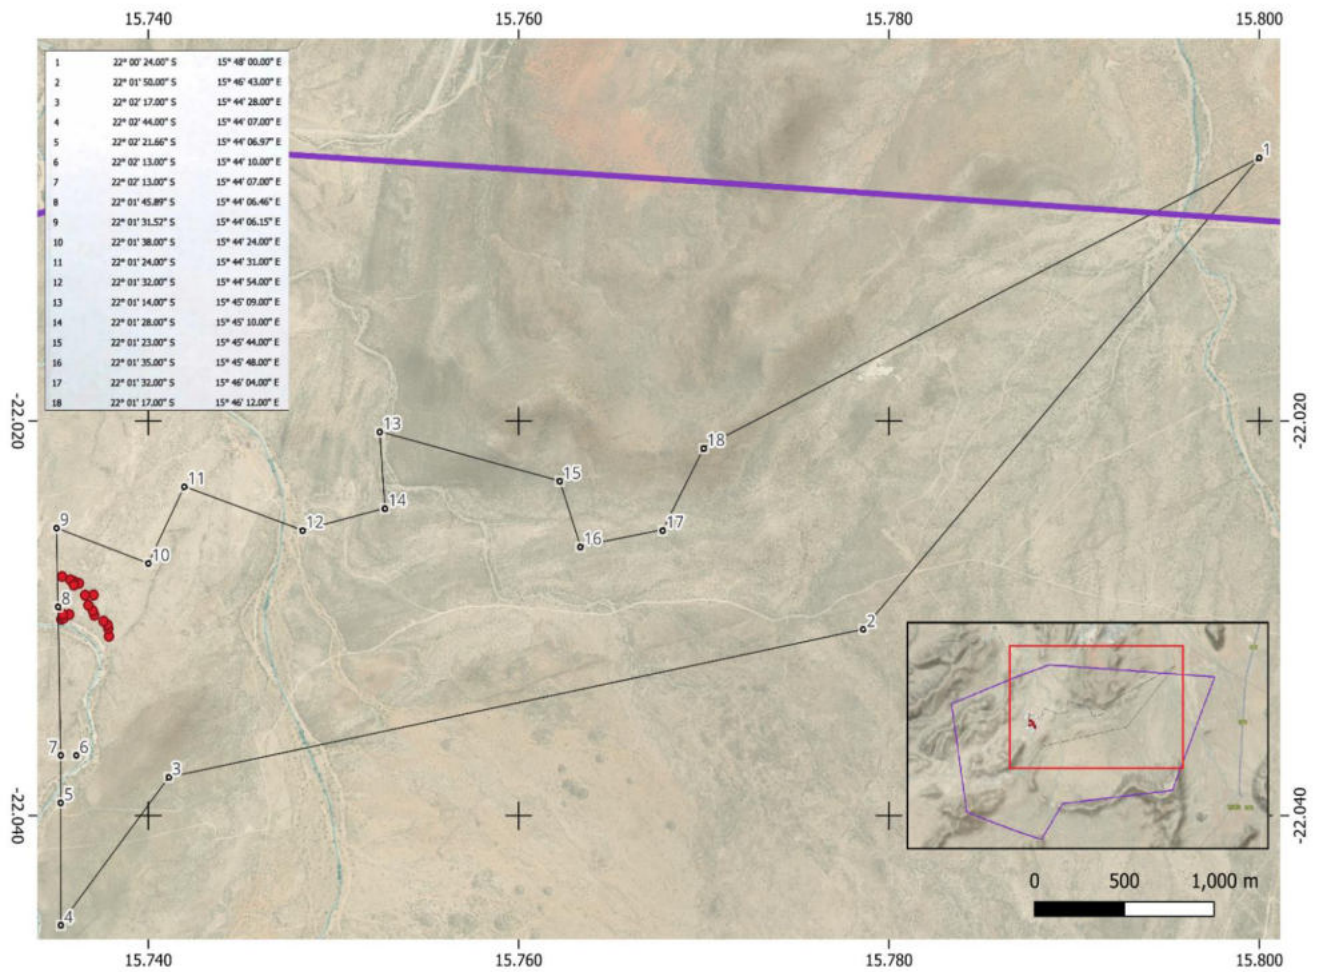 15.740 15.760 15.780 15.800
1 22° 00' 24.00" S 15° 48' 00.00" E
2 22° 01' 50.00" S 15° 46' 43.00" E
3 22° 02' 17.00" S 15° 44' 28.00" E
4 22° 02' 44.00" S 15° 44' 07.00" E
5 22° 02' 21.66" S 15° 44' 06.97" E
6 22° 02' 13.00" S 15° 44' 10.00" E
7 22° 02' 13.00" S 15° 44' 07.00" E
8 22° 01' 45.89" S 15° 44' 06.46" E
9 22° 01' 31.52" S 15° 44' 06.15" E
10 22° 01' 38.00" S 15° 44' 24.00" E
11 22° 01' 24.00" S 15° 44' 31.00" E
12 22° 01' 32.00" S 15° 44' 54.00" E
13 22° 01' 14.00" S 15° 45' 09.00" E
14 22° 01' 28.00" S 15° 45' 10.00" E
15 22° 01' 23.00" S 15° 45' 44.00" E
16 22° 01' 35.00" S 15° 45' 48.00" E
17 22° 01' 32.00" S 15° 46' 04.00" E
18 22° 01' 17.00" S 15° 46' 12.00" E
1
-22.020 -22.020
13
18
15
11
14
9
12
17
16
10
8
2
7 6
3
5
-22.040 -22.040
0 500 1,000 m
4
15.740 15.760 15.780 15.800